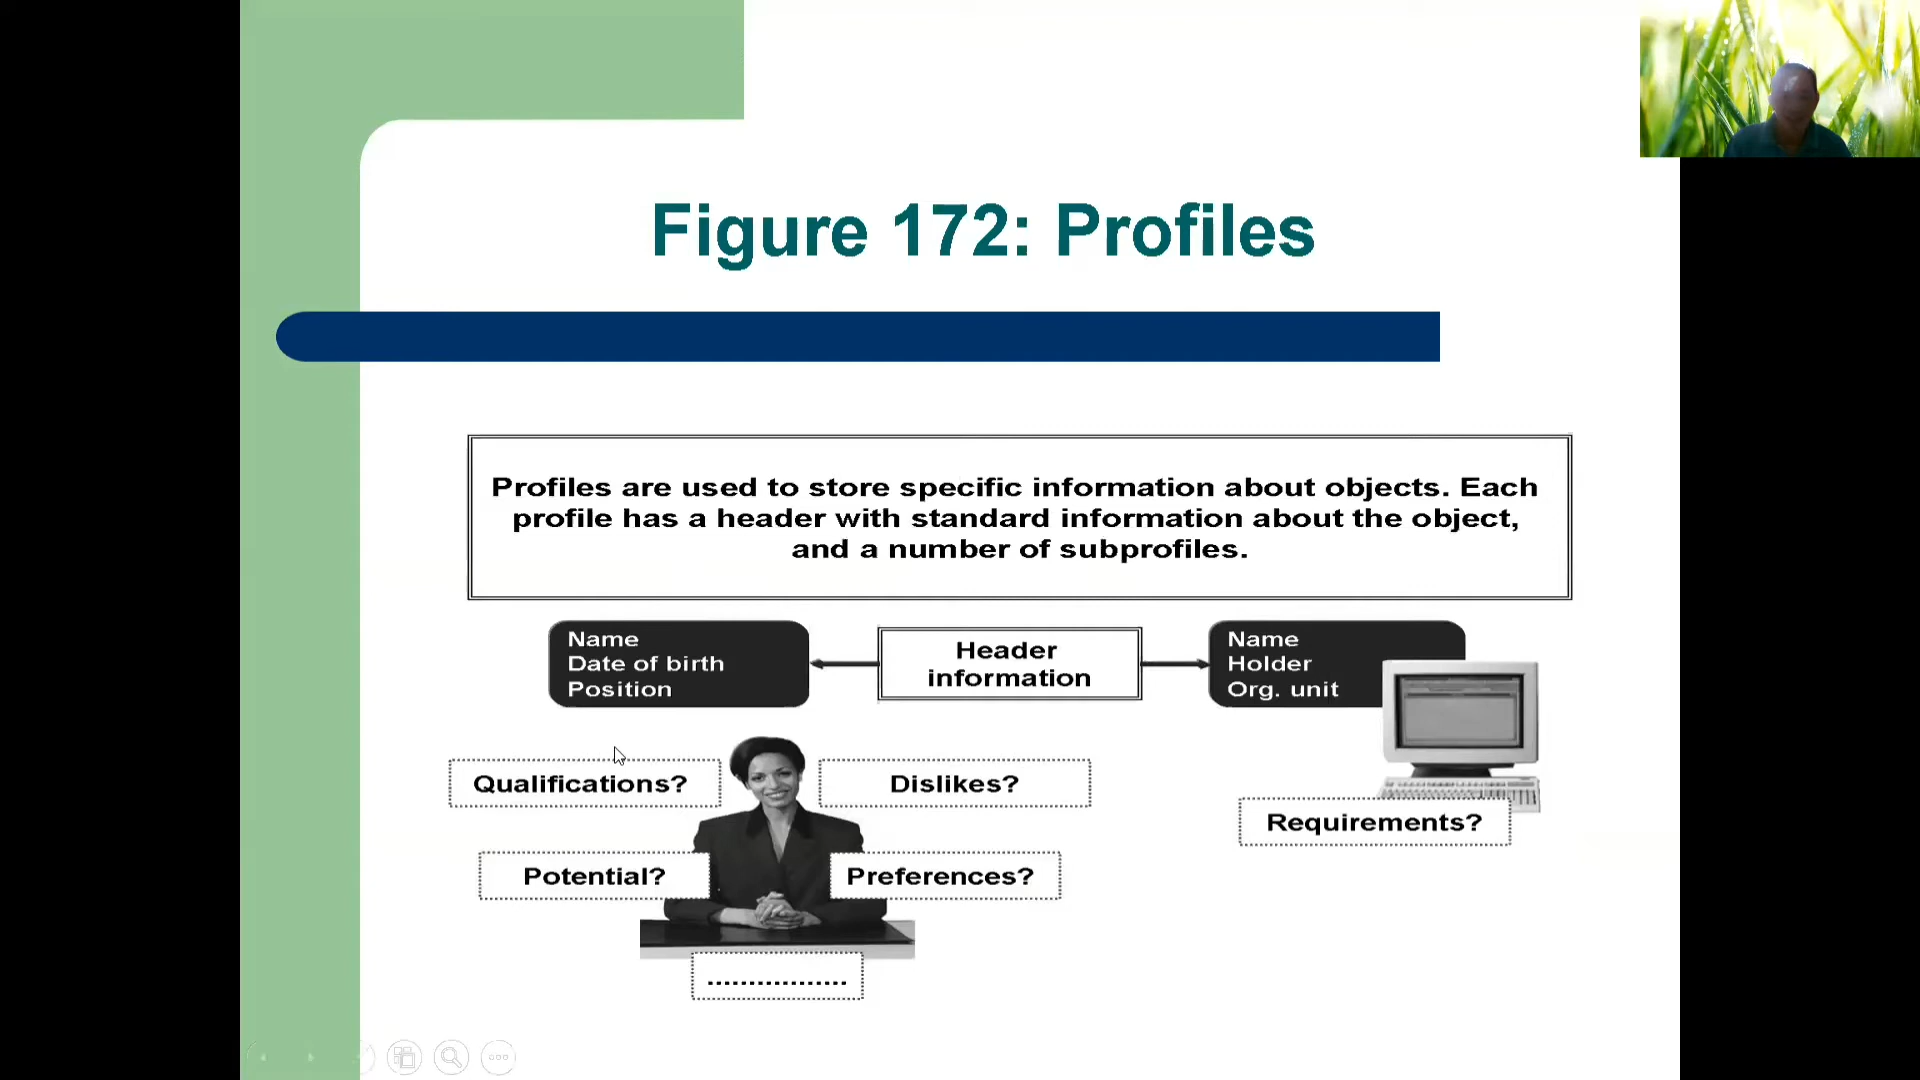 Figure 172: Profiles
Profiles are used to store specific information about objects. Each
profile has a header with standard information about the object,
and a number of subprofiles.
Name
Date of birth
Position
Header
information
Name
Holder
Org. unit
Qualifications?
Dislikes?
Requirements?
Potential?
Preferences?
.................